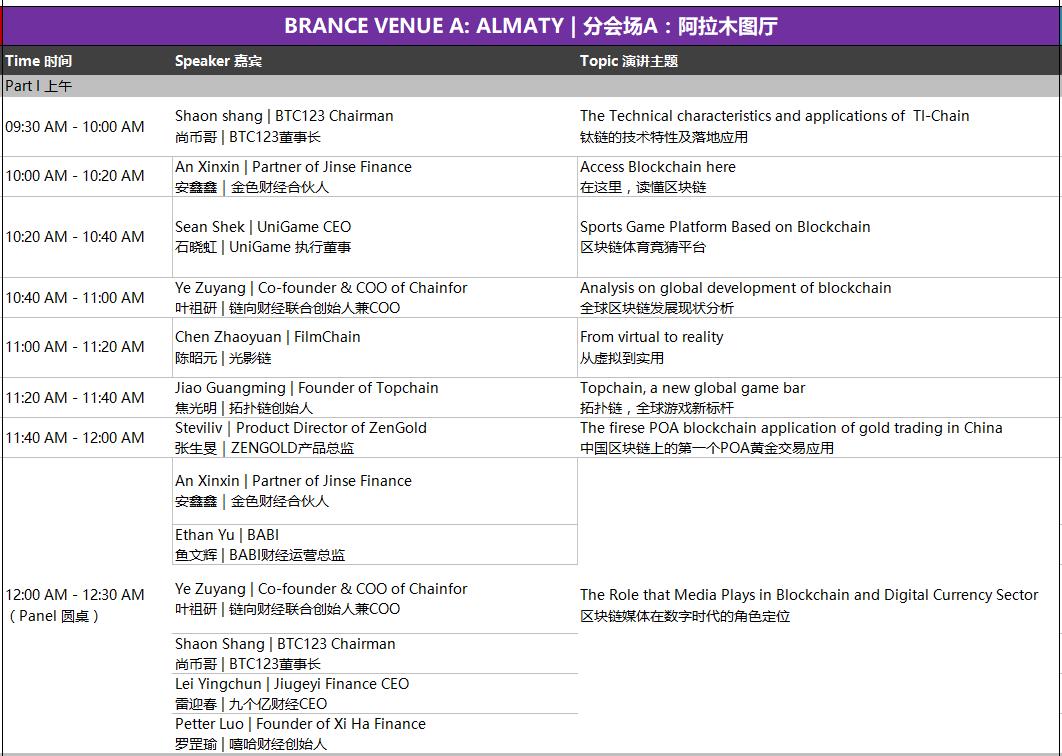 BRANCE VENUE A: ALMATY | 分会场A：阿拉木图厅
Time 时间 Speaker 嘉宾 Topic 演讲主题
Part I 上午
09:30 AM - 10:00 AM
Shaon shang | BTC123 Chairman
尚币哥 | BTC123董事长
The Technical characteristics and applications of TI-Chain
钛链的技术特性及落地应用
10:00 AM - 10:20 AM
An Xinxin | Partner of Jinse Finance
安鑫鑫 | 金色财经合伙人
Access Blockchain here
在这里，读懂区块链
10:20 AM - 10:40 AM
Sean Shek | UniGame CEO
石晓虹 | UniGame 执行董事
Sports Game Platform Based on Blockchain
区块链体育竞猜平台
10:40 AM - 11:00 AM
Ye Zuyang | Co-founder & COO of Chainfor
叶祖研 | 链向财经联合创始人兼COO
Analysis on global development of blockchain
全球区块链发展现状分析
11:00 AM - 11:20 AM
Chen Zhaoyuan | FilmChain
陈昭元 | 光影链
From virtual to reality
从虚拟到实用
11:20 AM - 11:40 AM
Jiao Guangming | Founder of Topchain
焦光明 | 拓扑链创始人
Topchain, a new global game bar
拓扑链，全球游戏新标杆
11:40 AM - 12:00 AM
Steviliv | Product Director of ZenGold
张生旻 | ZENGOLD产品总监
The firese POA blockchain application of gold trading in China
中国区块链上的第一个POA黄金交易应用
12:00 AM - 12:30 AM
（Panel 圆桌）
An Xinxin | Partner of Jinse Finance
安鑫鑫 | 金色财经合伙人
Ethan Yu | BABI
鱼文辉 | BABI财经运营总监
Ye Zuyang | Co-founder & COO of Chainfor
叶祖研 | 链向财经联合创始人兼COO
Shaon Shang | BTC123 Chairman
尚币哥 | BTC123董事长
Lei Yingchun | Jiugeyi Finance CEO
雷迎春 | 九个亿财经CEO
Petter Luo | Founder of Xi Ha Finance
罗罡瑜 | 嘻哈财经创始人
The Role that Media Plays in Blockchain and Digital Currency Sector
区块链媒体在数字时代的角色定位